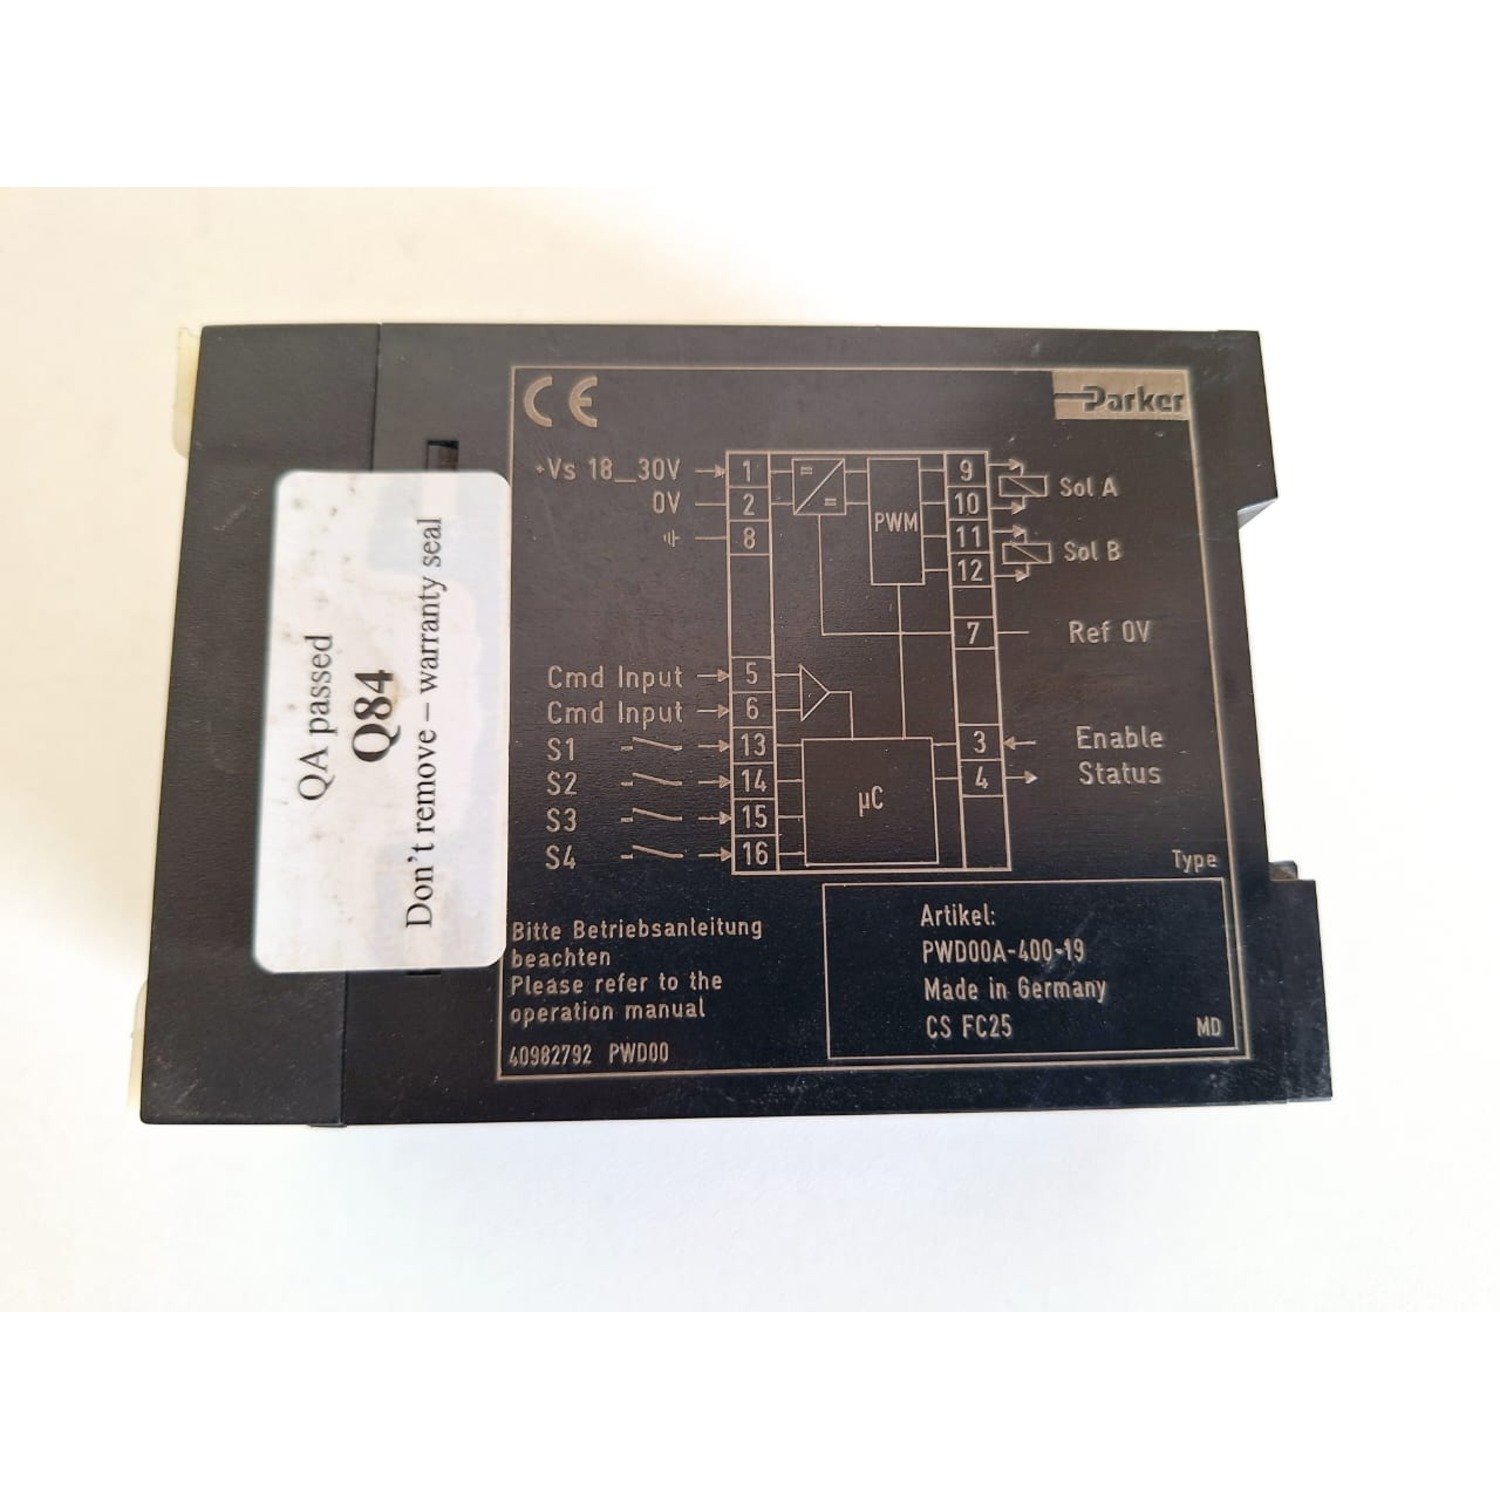 CE
Parker
+Vs 18_30V 1 9 Sol A
0V 2 10
8 PWM 11 Sol B
12
7 Ref 0V
Cmd Input 5
Cmd Input 6
S1 13 3 Enable
S2 14 4 Status
S3 15 µC
S4 16
Type
Bitte Betriebsanleitung
beachten
Please refer to the
operation manual
40982792 PWD00
Artikel:
PWD00A-400-19
Made in Germany
CS FC25 MD
QA passed
Q84
Don't remove – warranty seal